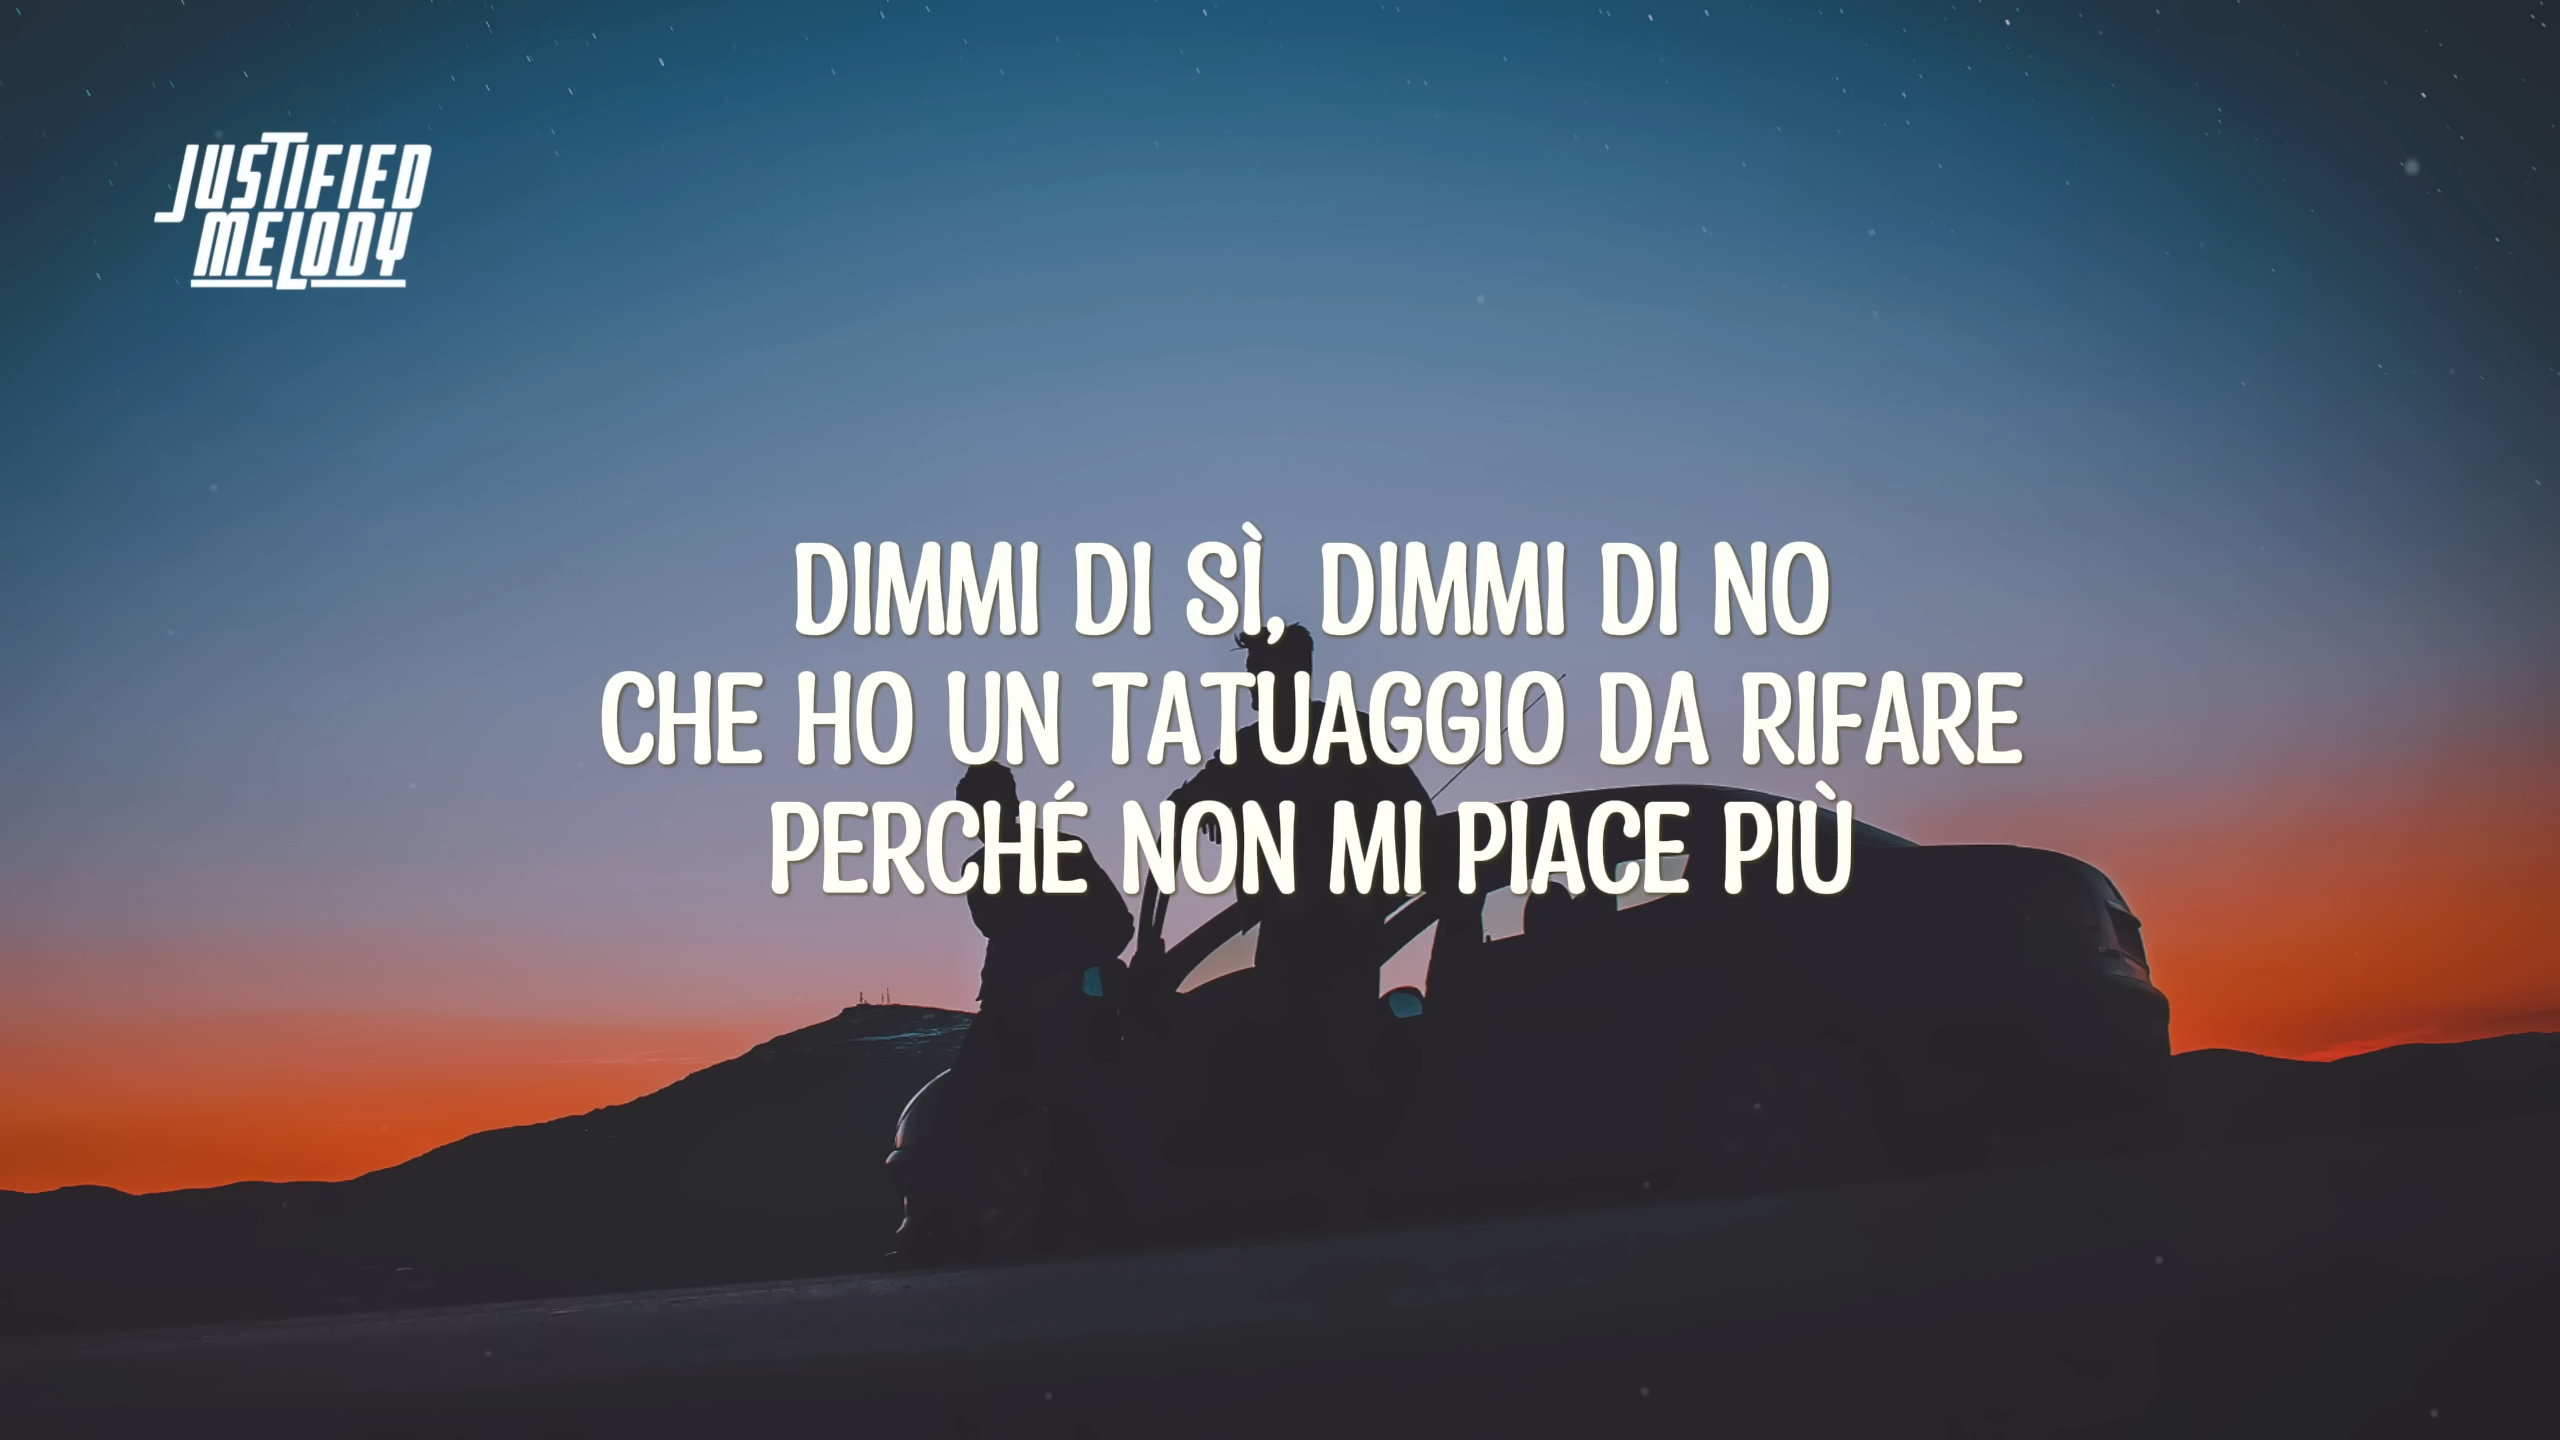 JUSTIFIED
MELODY
DIMMI DI SÌ, DIMMI DI NO
CHE HO UN TATUAGGIO DA RIFARE
PERCHÉ NON MI PIACE PIÙ